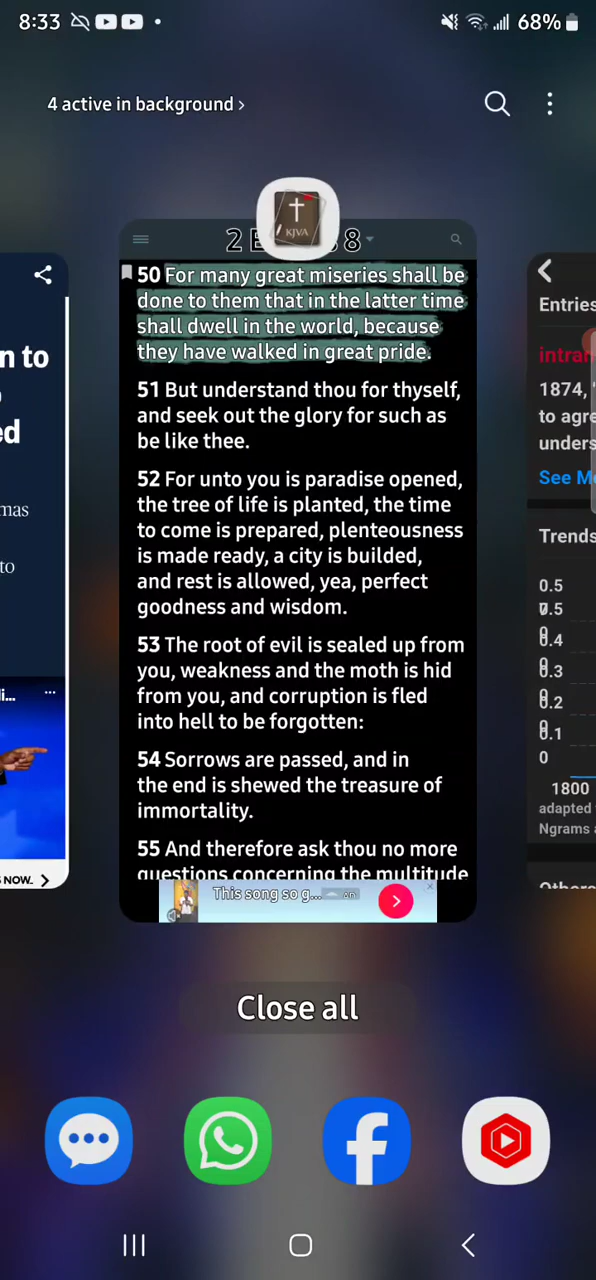 8:33
68%
4 active in background >
KJVA
2 E 8
50 For many great miseries shall be
done to them that in the latter time
shall dwell in the world, because
they have walked in great pride.
51 But understand thou for thyself,
and seek out the glory for such as
be like thee.
52 For unto you is paradise opened,
the tree of life is planted, the time
to come is prepared, plenteousness
is made ready, a city is builded,
and rest is allowed, yea, perfect
goodness and wisdom.
53 The root of evil is sealed up from
you, weakness and the moth is hid
from you, and corruption is fled
into hell to be forgotten:
54 Sorrows are passed, and in
the end is shewed the treasure of
immortality.
55 And therefore ask thou no more
questions concerning the multitude
This song so g...
n to
ed
mas
to
NOW. >
Entries
intran
1874, "
to agre
unders
See Mo
Trends
0.5
0.4
0.3
0.2
0.1
0
1800
adapted
Ngrams a
Close all